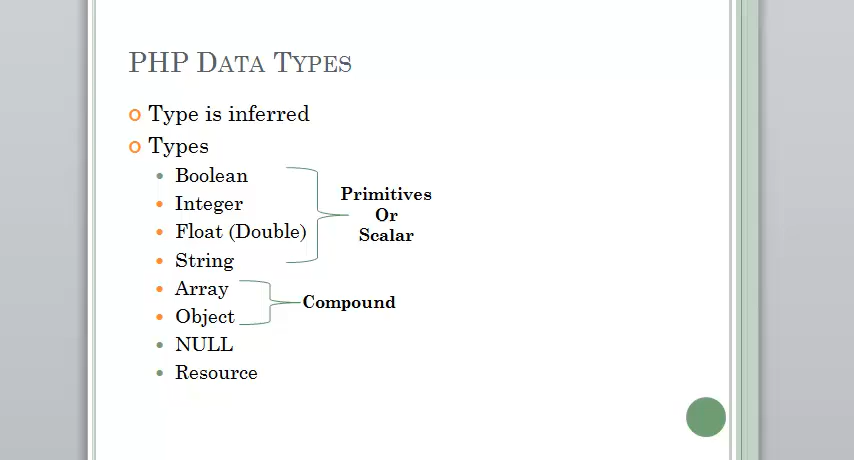 PHP Data Types
Type is inferred
Types
Boolean
Integer
Float (Double)
String
Primitives
Or
Scalar
Array
Object
Compound
NULL
Resource